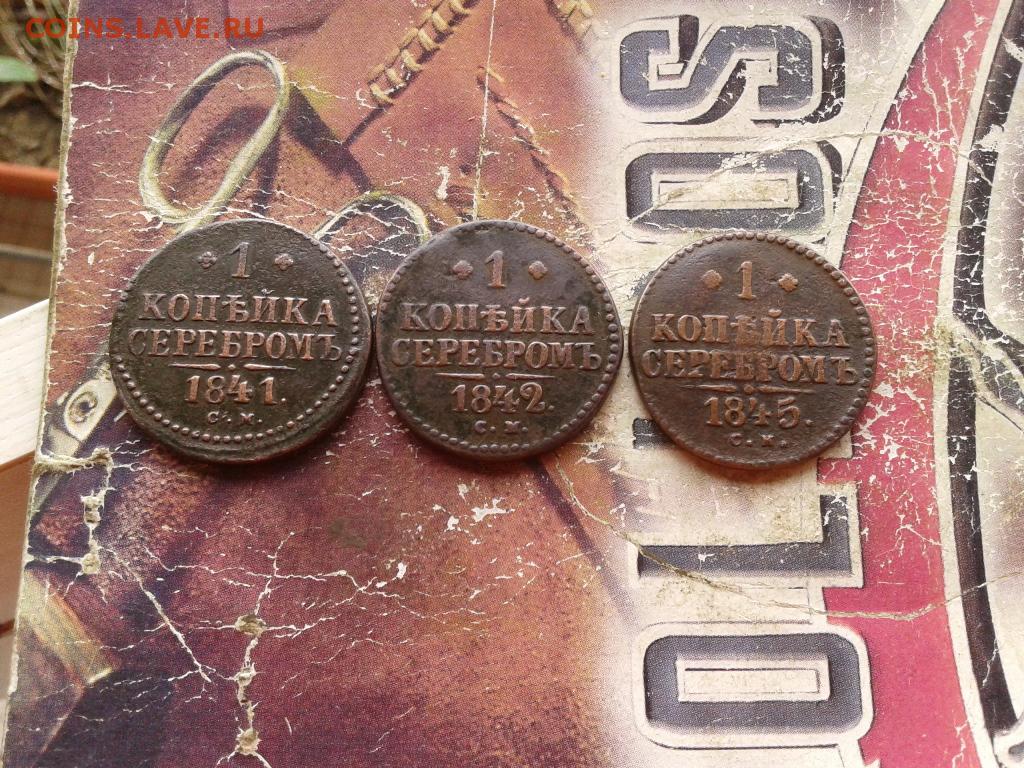 COINS.LAVE.RU
1
КОПѢЙКА
СЕРЕБРОМЪ
1841.
С. М.
1
КОПѢЙКА
СЕРЕБРОМЪ
1842.
С. М.
1
КОПѢЙКА
СЕРЕБРОМЪ
1845.
С. М.